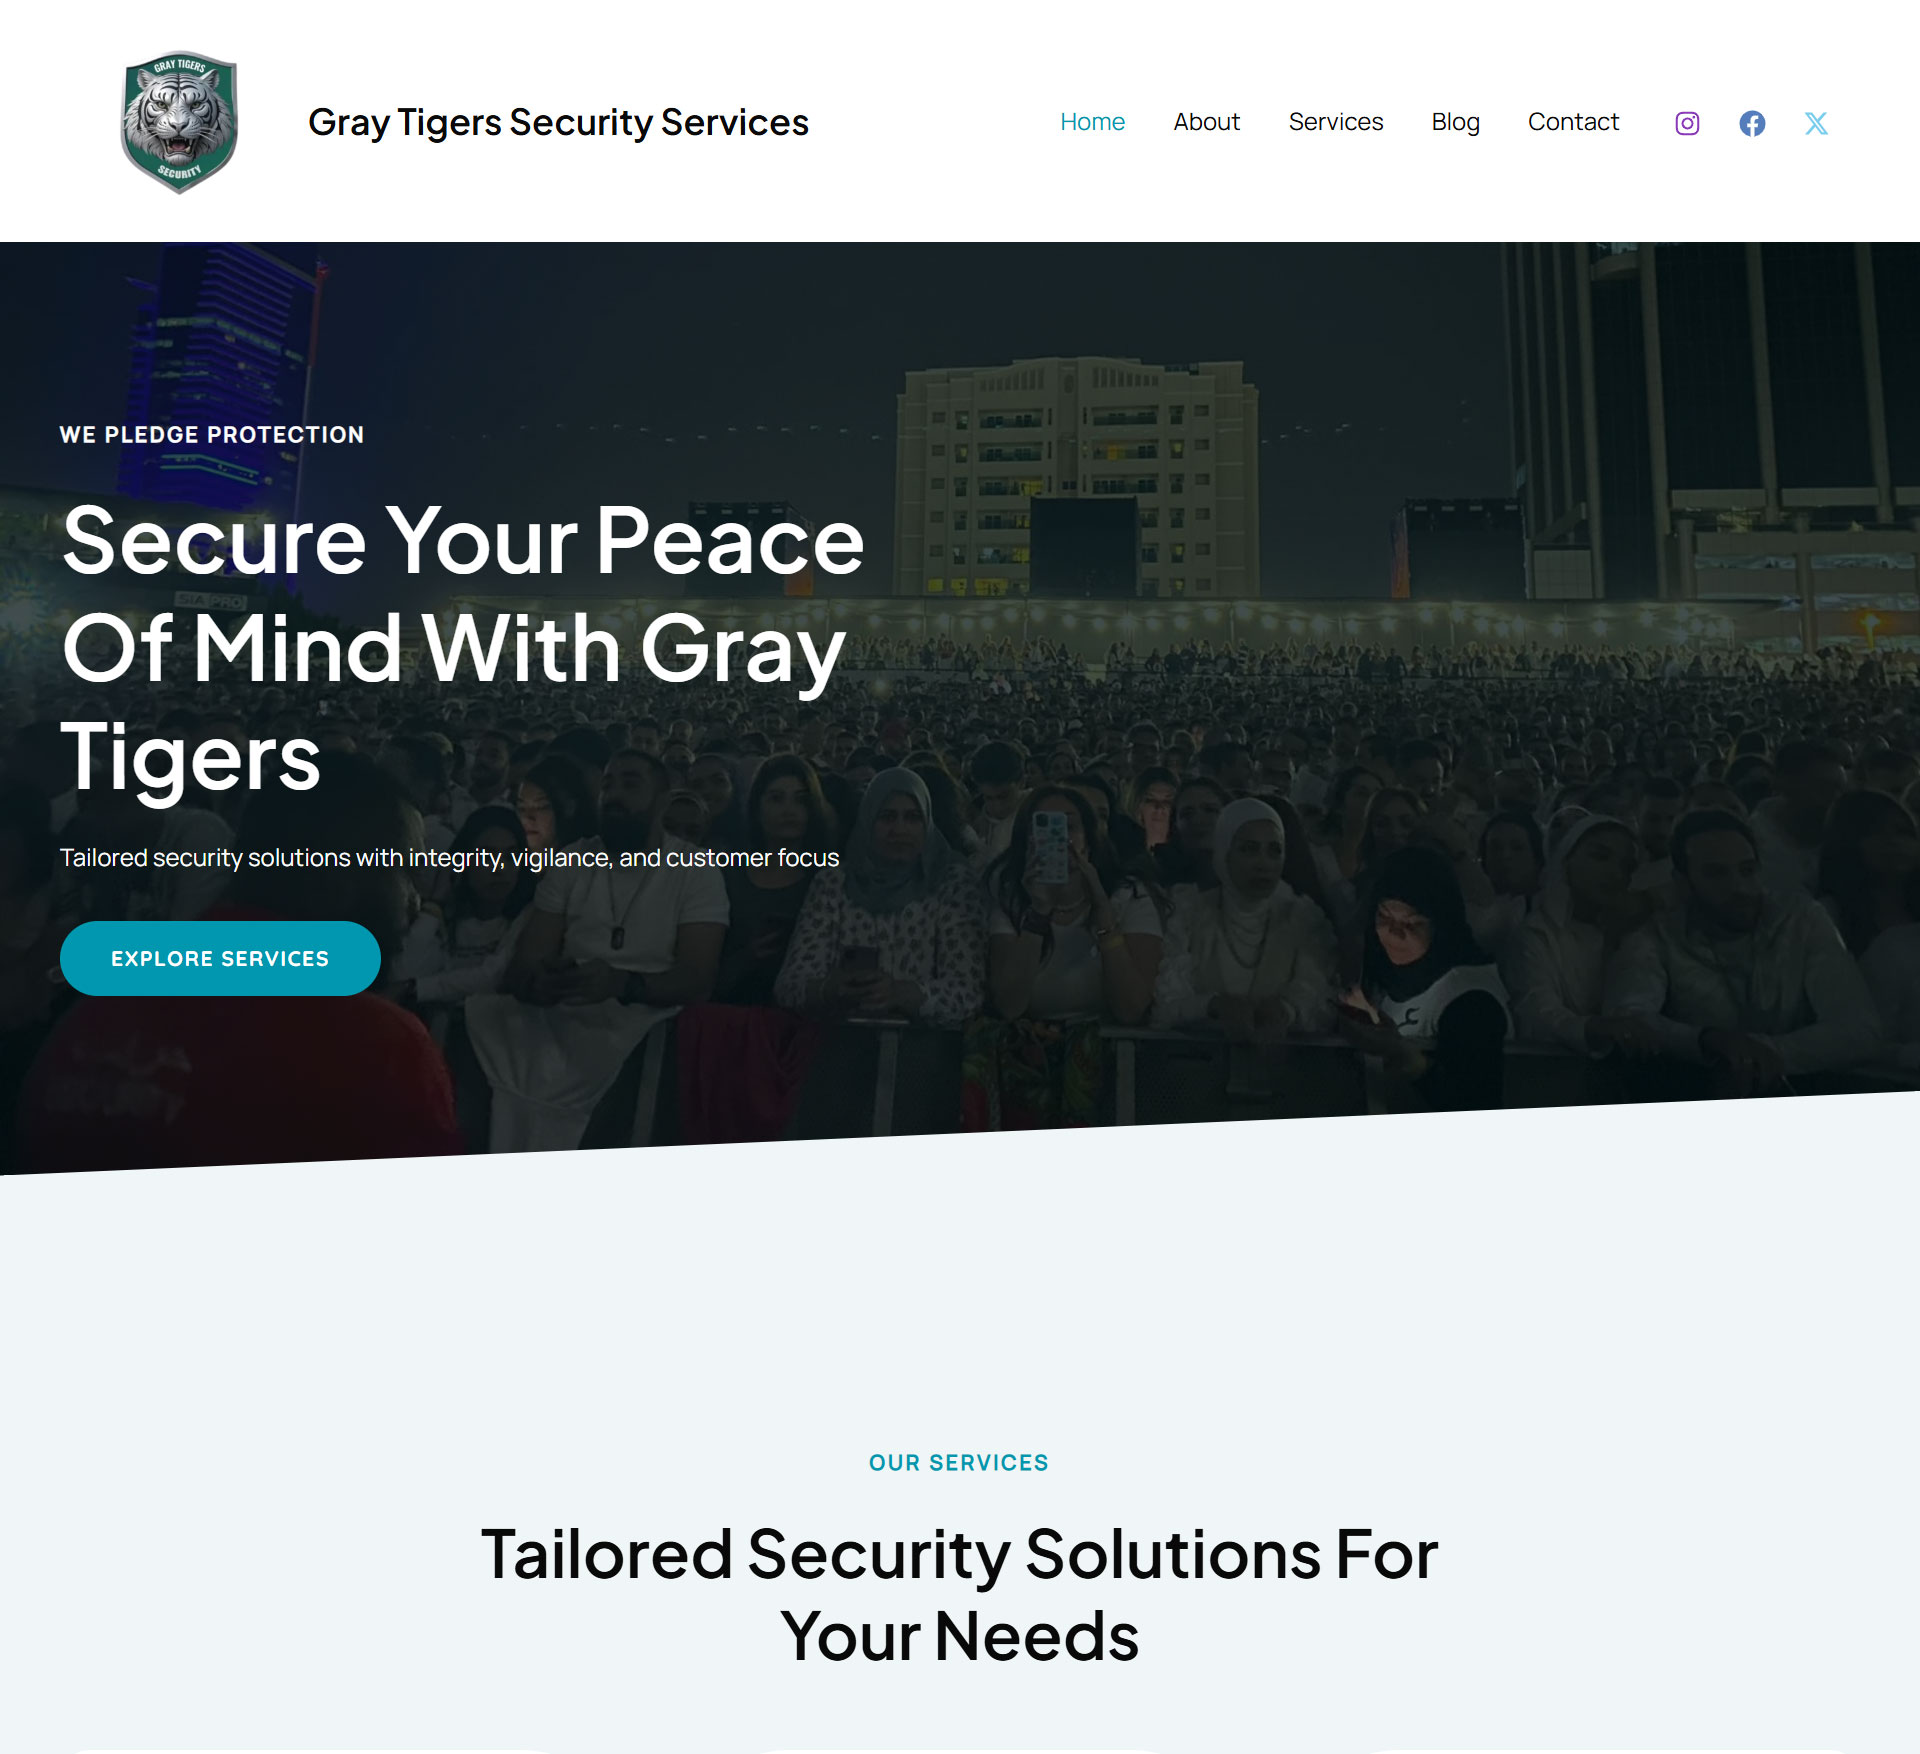 GRAY TIGERS
SECURITY
Gray Tigers Security Services
Home
About
Services
Blog
Contact
WE PLEDGE PROTECTION
Secure Your Peace
Of Mind With Gray
Tigers
SIA PRO
Tailored security solutions with integrity, vigilance, and customer focus
EXPLORE SERVICES
OUR SERVICES
Tailored Security Solutions For
Your Needs